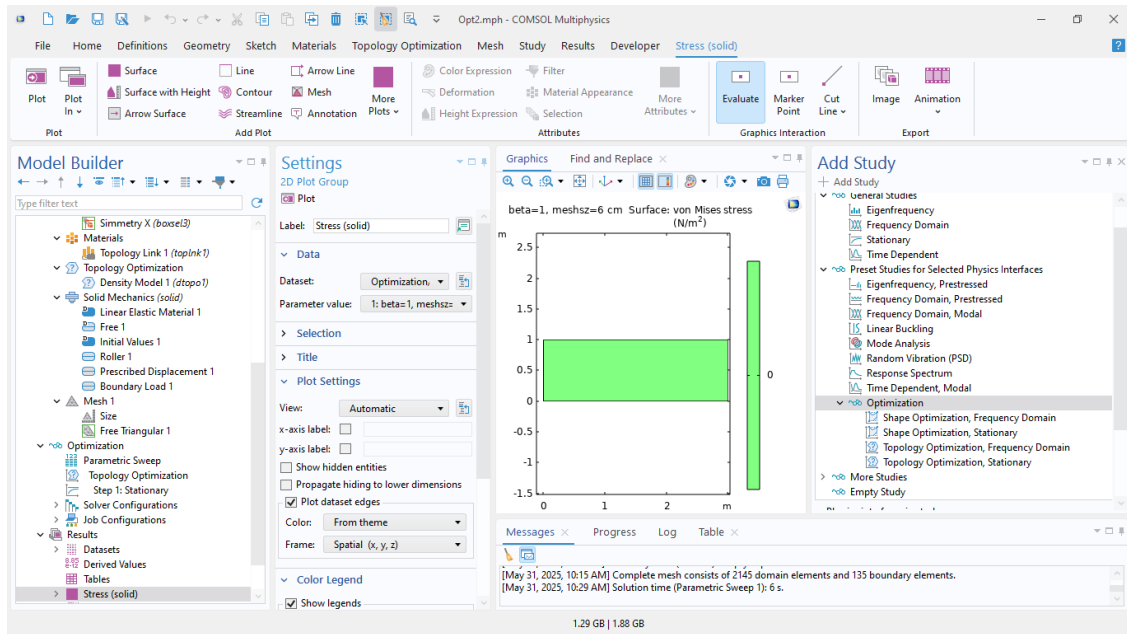 Opt2.mph - COMSOL Multiphysics
File Home Definitions Geometry Sketch Materials Topology Optimization Mesh Study Results Developer Stress (solid)
?
Plot
Plot In
Plot
Surface
Surface with Height
Arrow Surface
Line
Contour
Streamline
Arrow Line
Mesh
Annotation
More Plots
Add Plot
Color Expression
Deformation
Height Expression
Filter
Material Appearance
Selection
More Attributes
Attributes
Evaluate
Marker Point
Cut Line
Graphics Interaction
Image
Animation
Export
Model Builder
Type filter text
Simmetry X (boxsel3)
Materials
Topology Link 1 (toplnk1)
Topology Optimization
Density Model 1 (dtopo1)
Solid Mechanics (solid)
Linear Elastic Material 1
Free 1
Initial Values 1
Roller 1
Prescribed Displacement 1
Boundary Load 1
Mesh 1
Size
Free Triangular 1
Optimization
Parametric Sweep
Topology Optimization
Step 1: Stationary
Solver Configurations
Job Configurations
Results
Datasets
8.85
e-12
Derived Values
Tables
Stress (solid)
Settings
2D Plot Group
Plot
Label: Stress (solid)
Data
Dataset: Optimization,
Parameter value: 1: beta=1, meshsz=
Selection
Title
Plot Settings
View: Automatic
x-axis label:
y-axis label:
Show hidden entities
Propagate hiding to lower dimensions
Plot dataset edges
Color: From theme
Frame: Spatial (x, y, z)
Color Legend
Show legends
Graphics Find and Replace
beta=1, meshsz=6 cm Surface: von Mises stress
(N/m²)
m
2.5
2
1.5
1
0.5
0
-0.5
-1
-1.5
0 1 2 m
0
Messages Progress Log Table
[May 31, 2025, 10:15 AM] Complete mesh consists of 2145 domain elements and 135 boundary elements.
[May 31, 2025, 10:29 AM] Solution time (Parametric Sweep 1): 6 s.
Add Study
Add Study
General Studies
Eigenfrequency
Frequency Domain
Stationary
Time Dependent
Preset Studies for Selected Physics Interfaces
Eigenfrequency, Prestressed
Frequency Domain, Prestressed
Frequency Domain, Modal
Linear Buckling
Mode Analysis
Random Vibration (PSD)
Response Spectrum
Time Dependent, Modal
Optimization
Shape Optimization, Frequency Domain
Shape Optimization, Stationary
Topology Optimization, Frequency Domain
Topology Optimization, Stationary
More Studies
Empty Study
1.29 GB | 1.88 GB